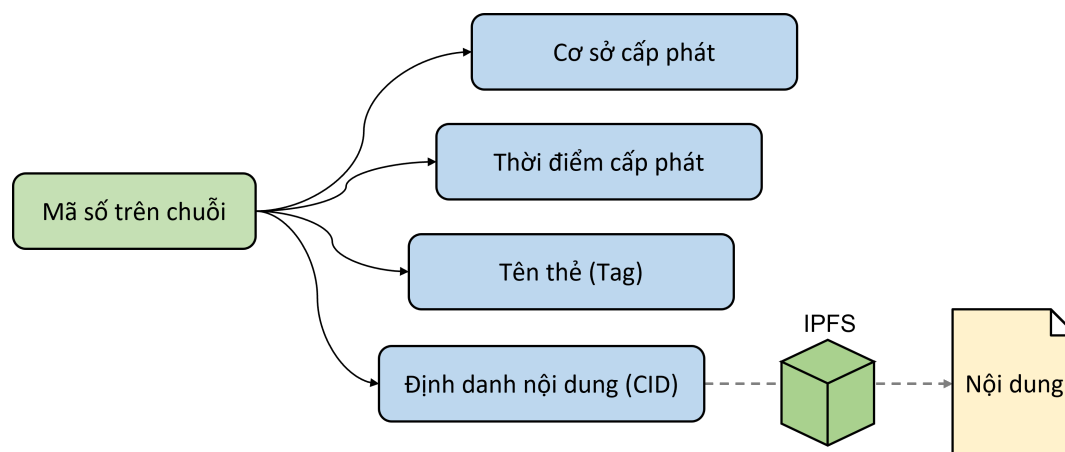 Cơ sở cấp phát
Thời điểm cấp phát
Mã số trên chuỗi
Tên thẻ (Tag)
IPFS
Định danh nội dung (CID)
Nội dung